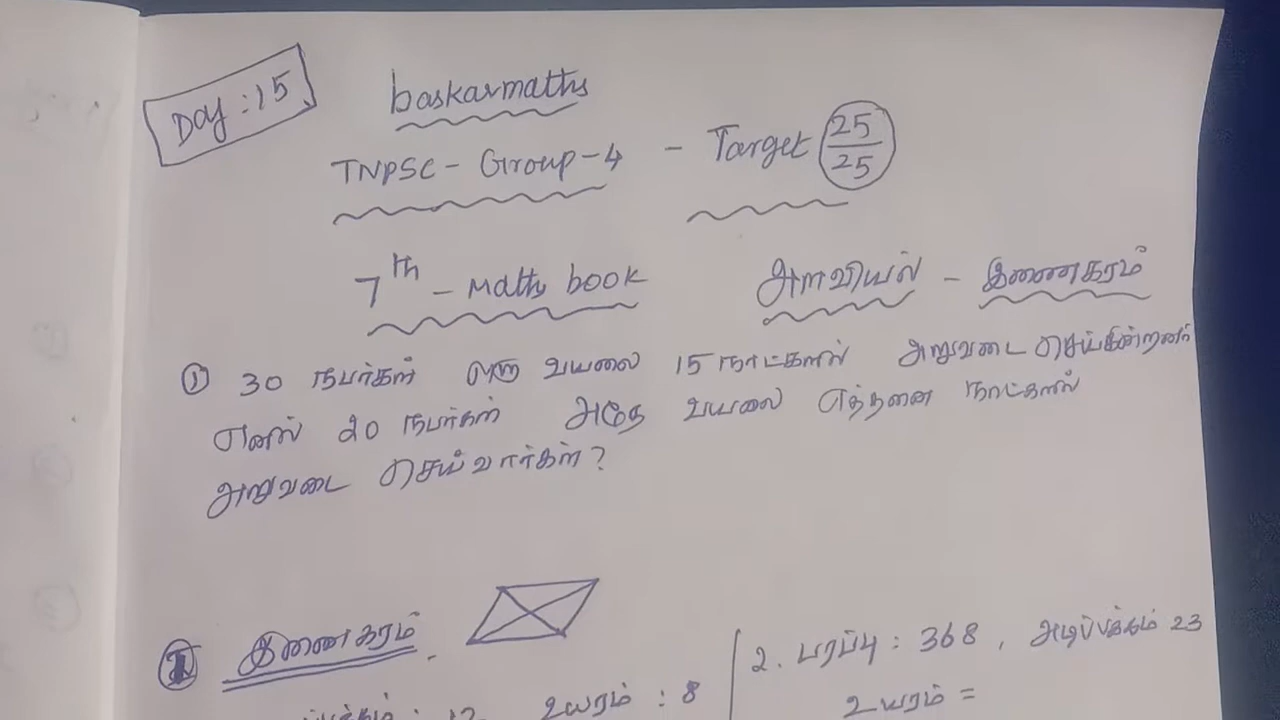 Day : 15
baskarmaths
TNPSC - Group-4 - Target 25/25
7th - Maths book அளவியல் - இணைகரம்
① 30 நபர்கள் ஒரு வயலை 15 நாட்களில் அறுவடை செய்கின்றனர்
எனில் 20 நபர்கள் அதே வயலை எத்தனை நாட்களில்
அறுவடை செய்வார்கள்?
I இணைகரம்
உயரம் : 8
2. பரப்பு : 368 , அடிப்பக்கம் 23
உயரம் =